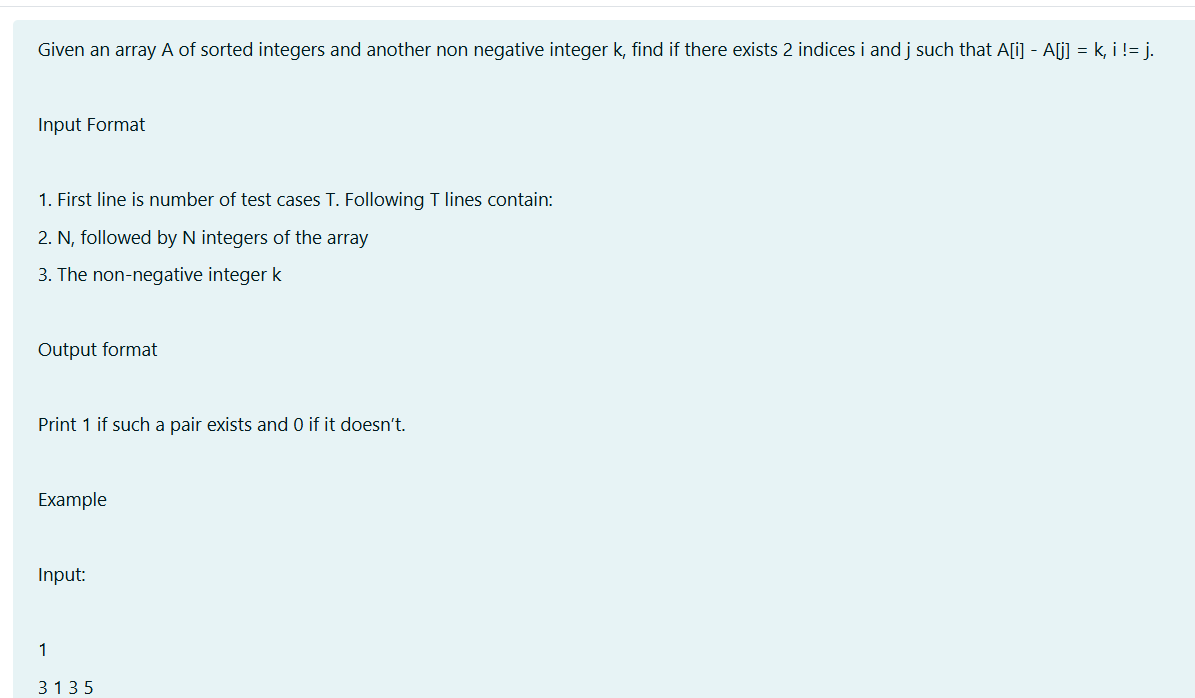 Given an array A of sorted integers and another non negative integer k, find if there exists 2 indices i and j such that A[i] - A[j] = k, i != j.
Input Format
1. First line is number of test cases T. Following T lines contain:
2. N, followed by N integers of the array
3. The non-negative integer k
Output format
Print 1 if such a pair exists and 0 if it doesn't.
Example
Input:
1
3 1 3 5